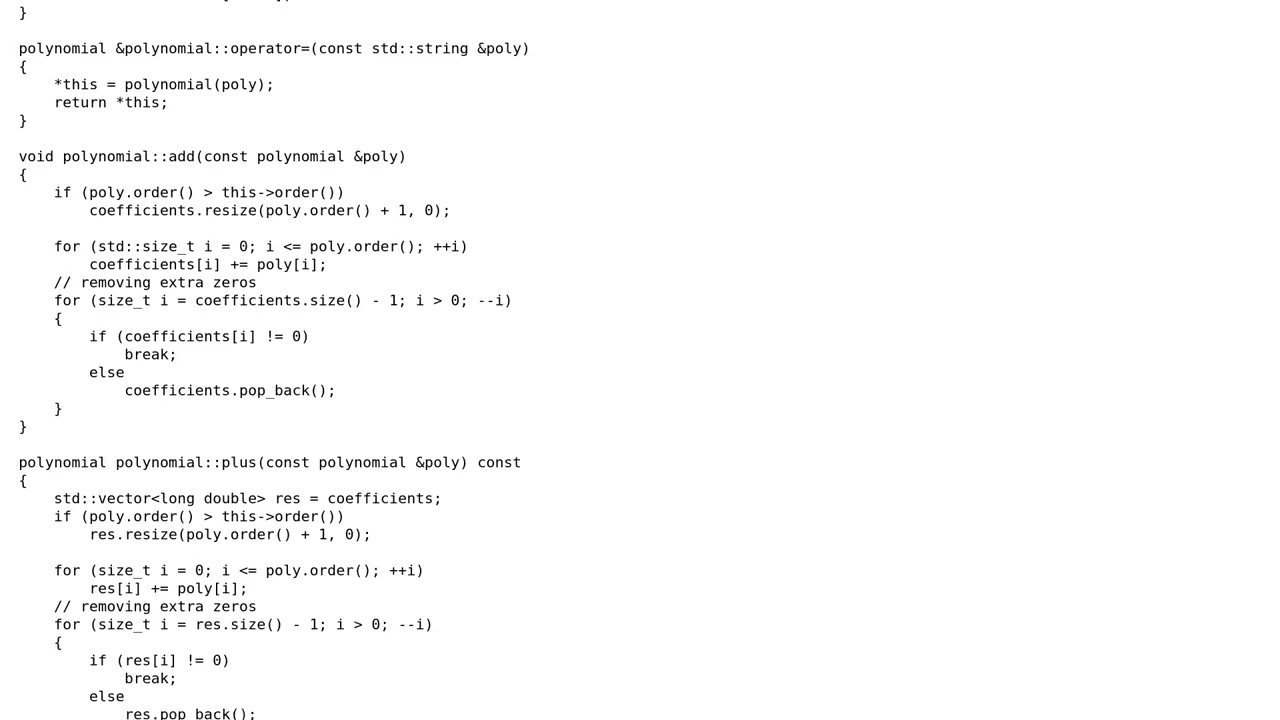 }

polynomial &polynomial::operator=(const std::string &poly)
{
    *this = polynomial(poly);
    return *this;
}

void polynomial::add(const polynomial &poly)
{
    if (poly.order() > this->order())
        coefficients.resize(poly.order() + 1, 0);

    for (std::size_t i = 0; i <= poly.order(); ++i)
        coefficients[i] += poly[i];
    // removing extra zeros
    for (size_t i = coefficients.size() - 1; i > 0; --i)
    {
        if (coefficients[i] != 0)
            break;
        else
            coefficients.pop_back();
    }
}

polynomial polynomial::plus(const polynomial &poly) const
{
    std::vector<long double> res = coefficients;
    if (poly.order() > this->order())
        res.resize(poly.order() + 1, 0);

    for (size_t i = 0; i <= poly.order(); ++i)
        res[i] += poly[i];
    // removing extra zeros
    for (size_t i = res.size() - 1; i > 0; --i)
    {
        if (res[i] != 0)
            break;
        else
            res.pop_back();